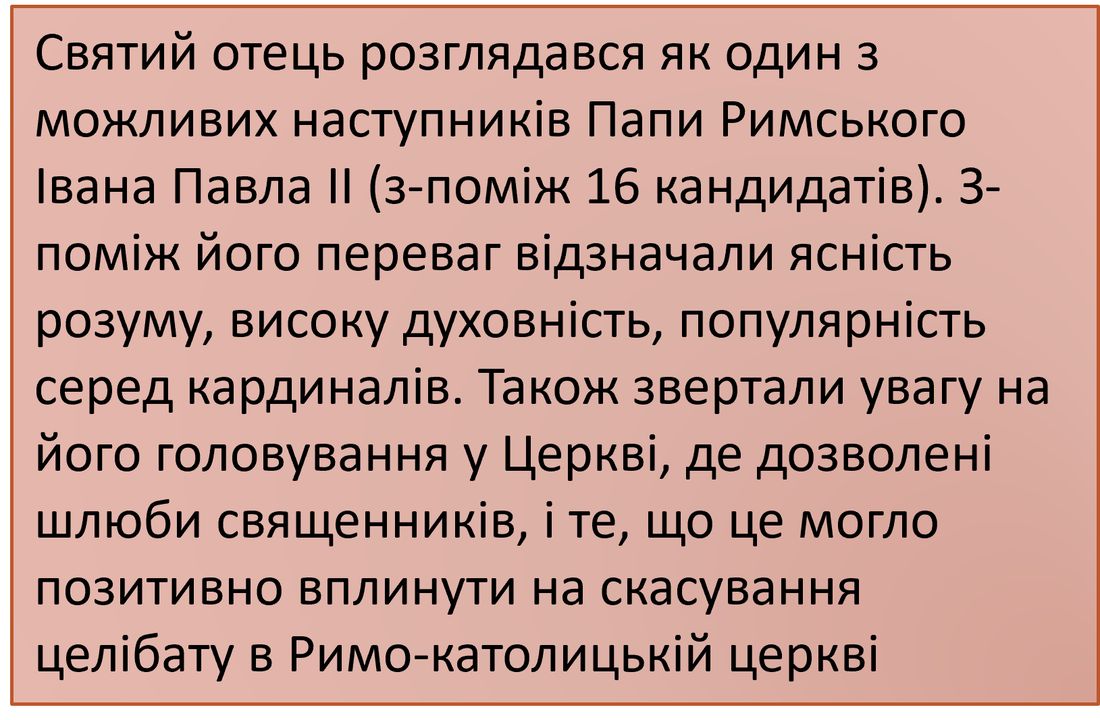 Святий отець розглядався як один з
можливих наступників Папи Римського
Івана Павла ІІ (з-поміж 16 кандидатів). З-
поміж його переваг відзначали ясність
розуму, високу духовність, популярність
серед кардиналів. Також звертали увагу на
його головування у Церкві, де дозволені
шлюби священників, і те, що це могло
позитивно вплинути на скасування
целібату в Римо-католицькій церкві